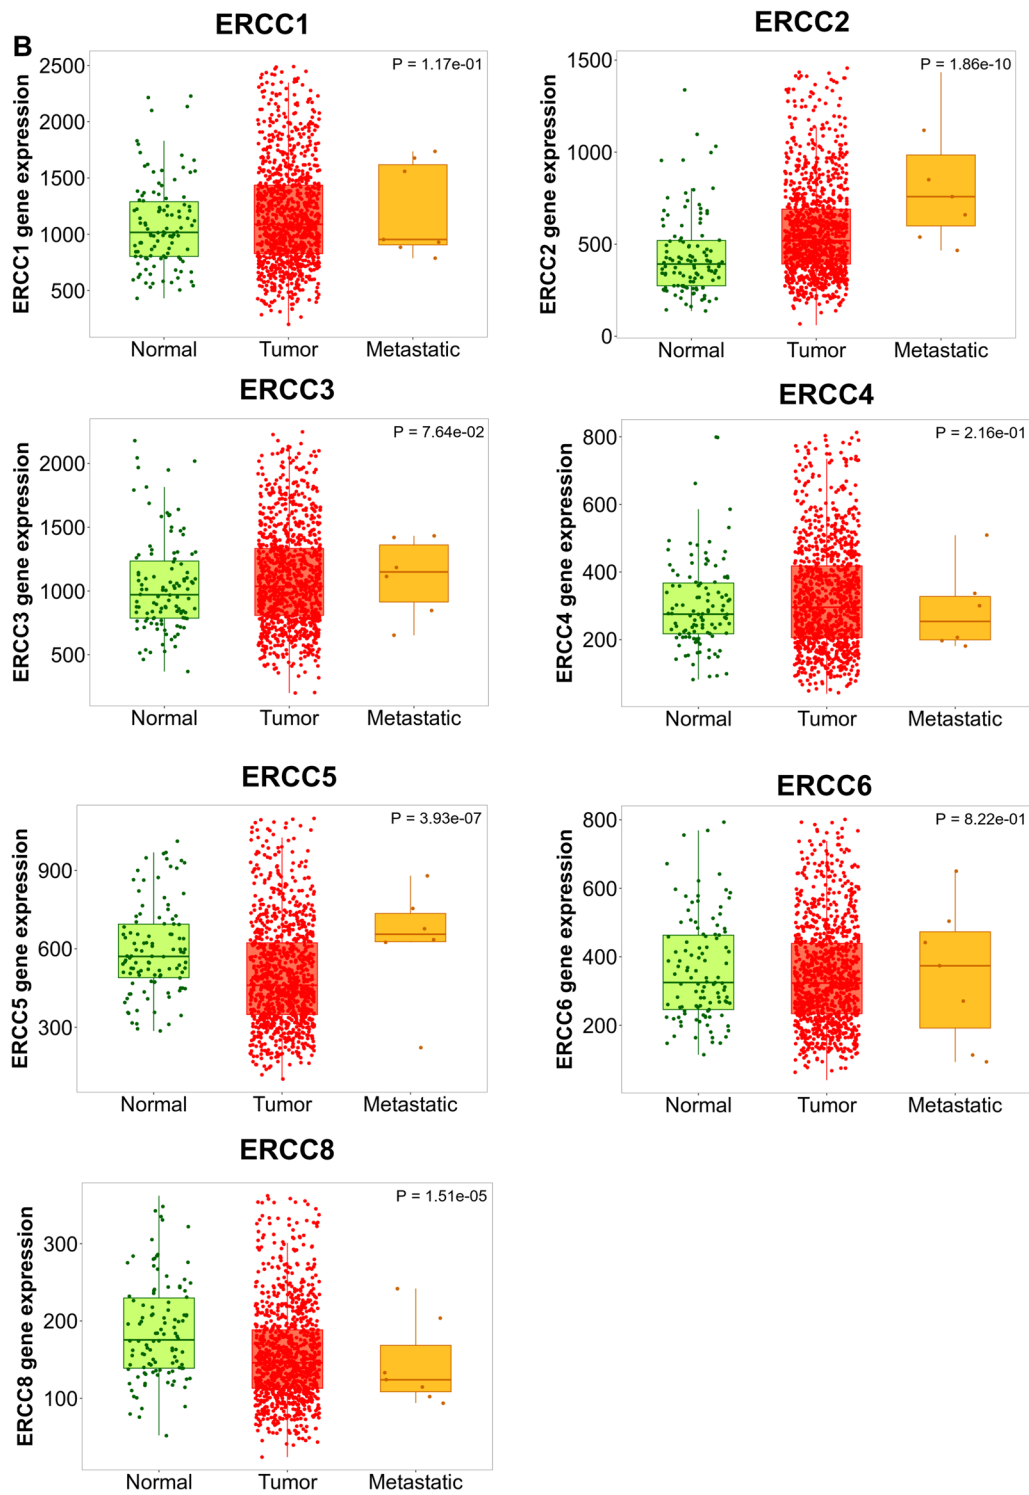 B
ERCC1
ERCC1 gene expression
2500
2000
1500
1000
500
P = 1.17e-01
Normal Tumor Metastatic
ERCC2
ERCC2 gene expression
1500
1000
500
0
P = 1.86e-10
Normal Tumor Metastatic
ERCC3
ERCC3 gene expression
2000
1500
1000
500
P = 7.64e-02
Normal Tumor Metastatic
ERCC4
ERCC4 gene expression
800
600
400
200
P = 2.16e-01
Normal Tumor Metastatic
ERCC5
ERCC5 gene expression
900
600
300
P = 3.93e-07
Normal Tumor Metastatic
ERCC6
ERCC6 gene expression
800
600
400
200
P = 8.22e-01
Normal Tumor Metastatic
ERCC8
ERCC8 gene expression
300
200
100
P = 1.51e-05
Normal Tumor Metastatic